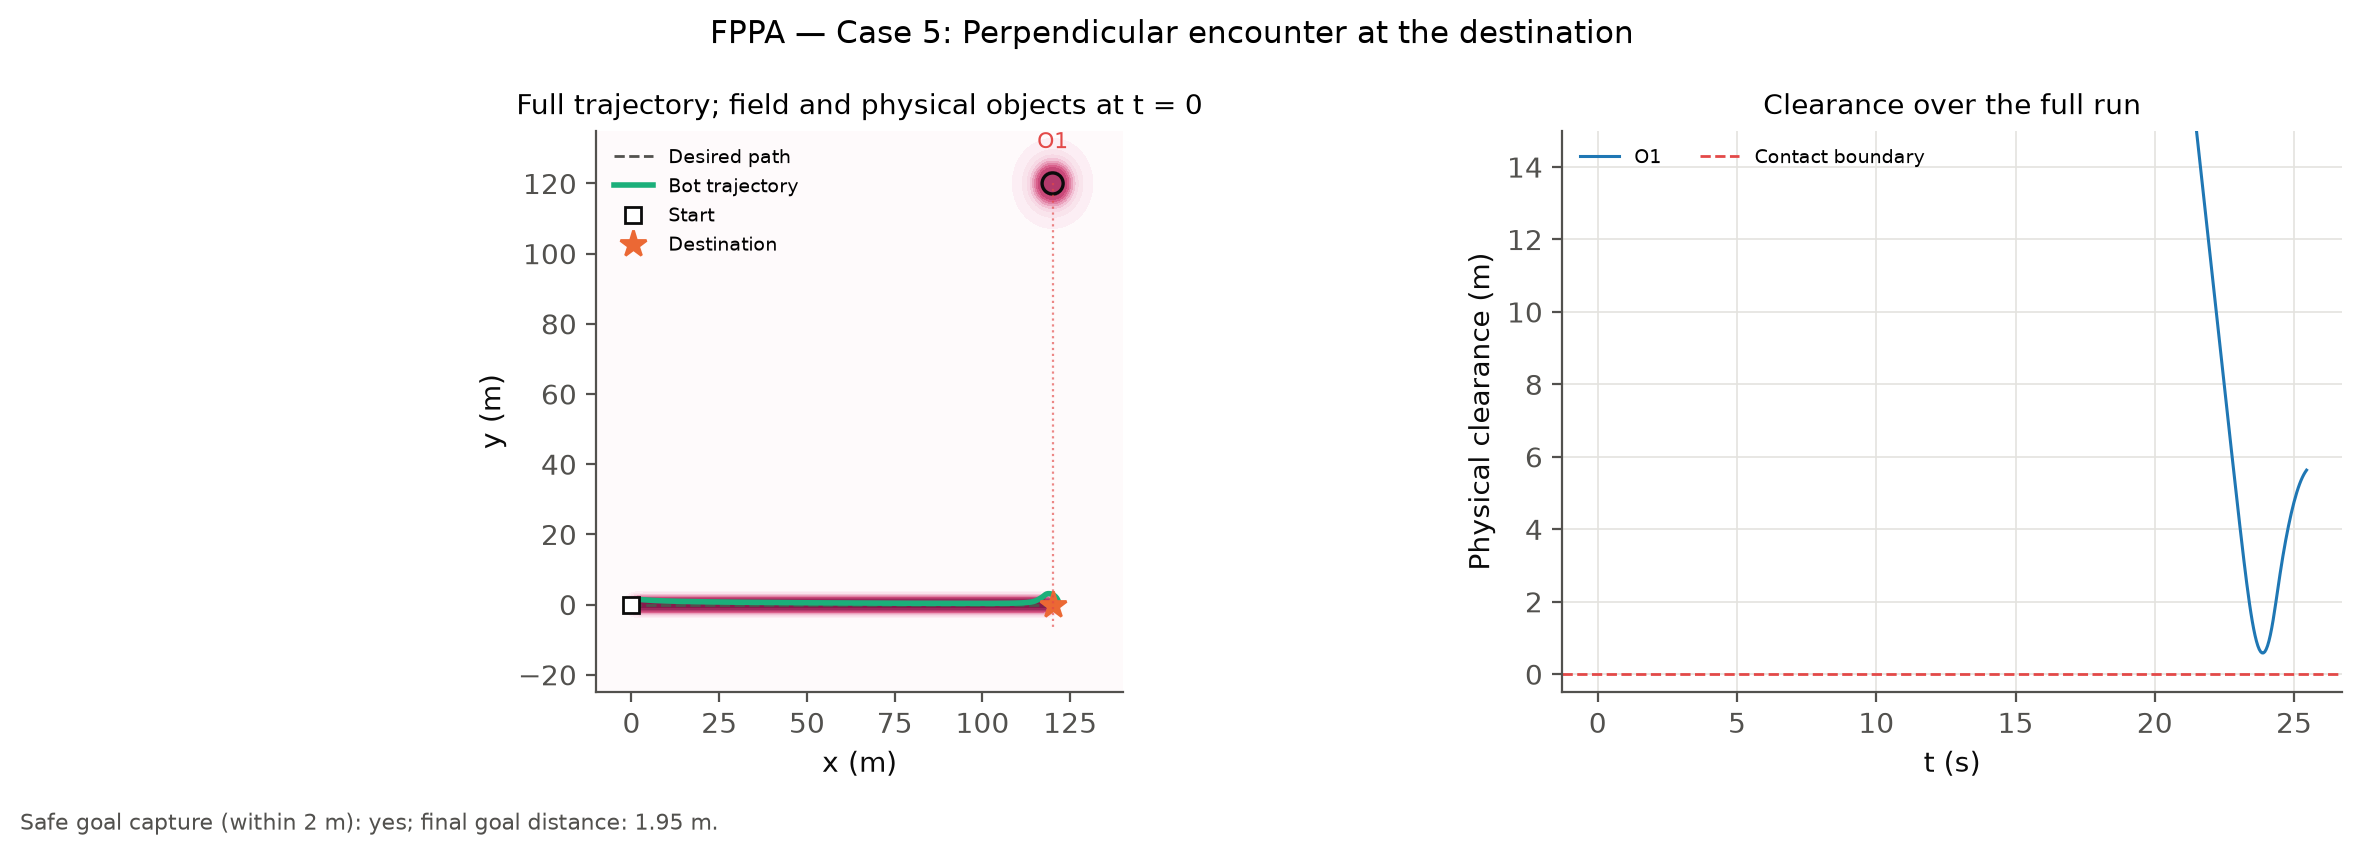 FPPA — Case 5: Perpendicular encounter at the destination
Full trajectory; field and physical objects at t = 0
O1
Desired path
Bot trajectory
Start
Destination
120
100
80
60
40
20
0
−20
y (m)
0
25
50
75
100
125
x (m)
Clearance over the full run
O1
Contact boundary
14
12
10
8
6
4
2
0
Physical clearance (m)
0
5
10
15
20
25
t (s)
Safe goal capture (within 2 m): yes; final goal distance: 1.95 m.